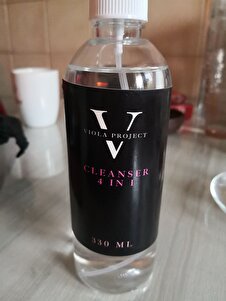 V
VIOLA PROJECT
CLEANSER
4 IN 1
330 ML